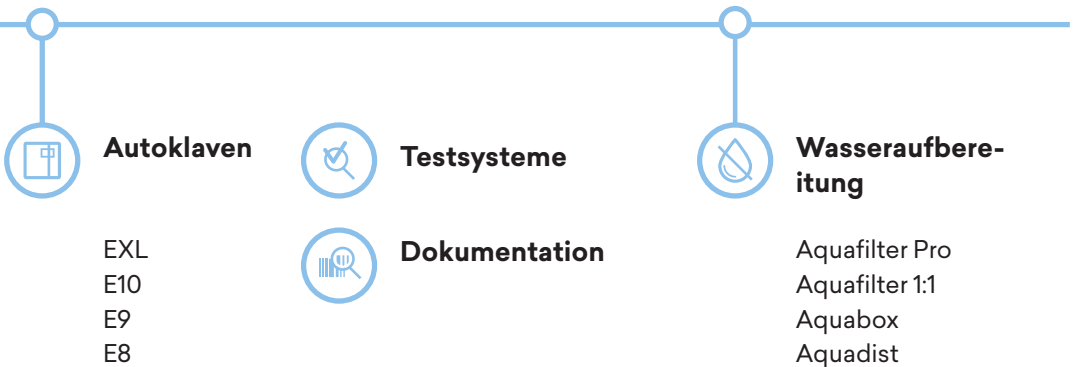 Autoklaven
EXL
E10
E9
E8
Testsysteme
Dokumentation
Wasseraufbere-
itung
Aquafilter Pro
Aquafilter 1:1
Aquabox
Aquadist